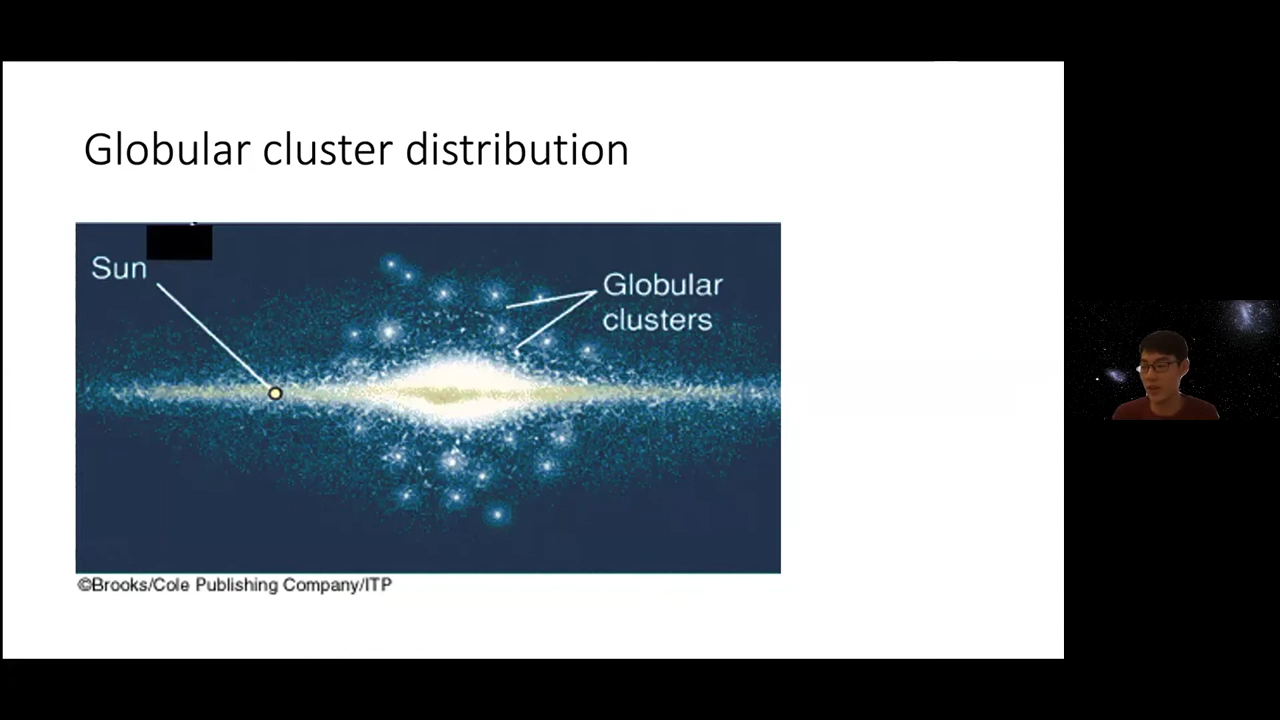 Globular cluster distribution
Sun
Globular
clusters
©Brooks/Cole Publishing Company/ITP